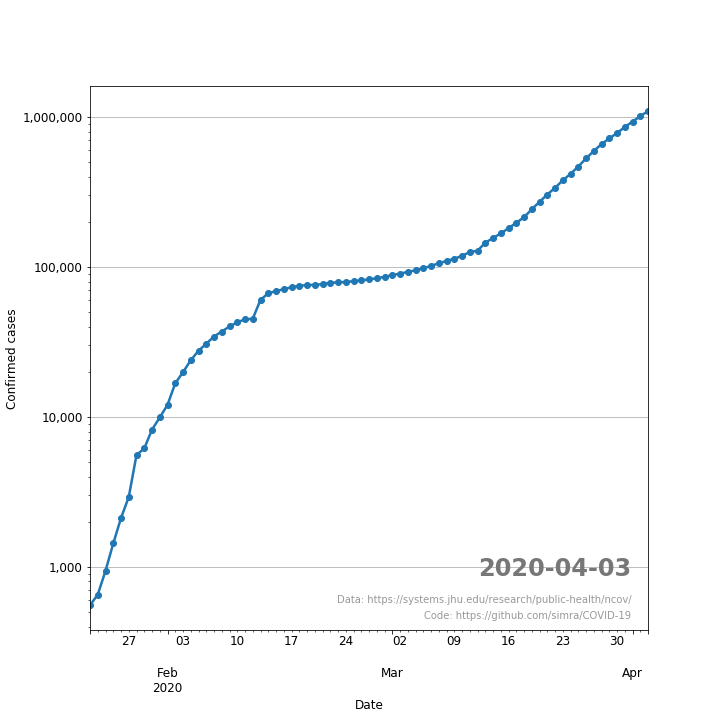 1,000,000
100,000
10,000
1,000
Confirmed cases
2020-04-03
Data: https://systems.jhu.edu/research/public-health/ncov/
Code: https://github.com/simra/COVID-19
27 03 10 17 24 02 09 16 23 30
Feb Mar Apr
2020
Date